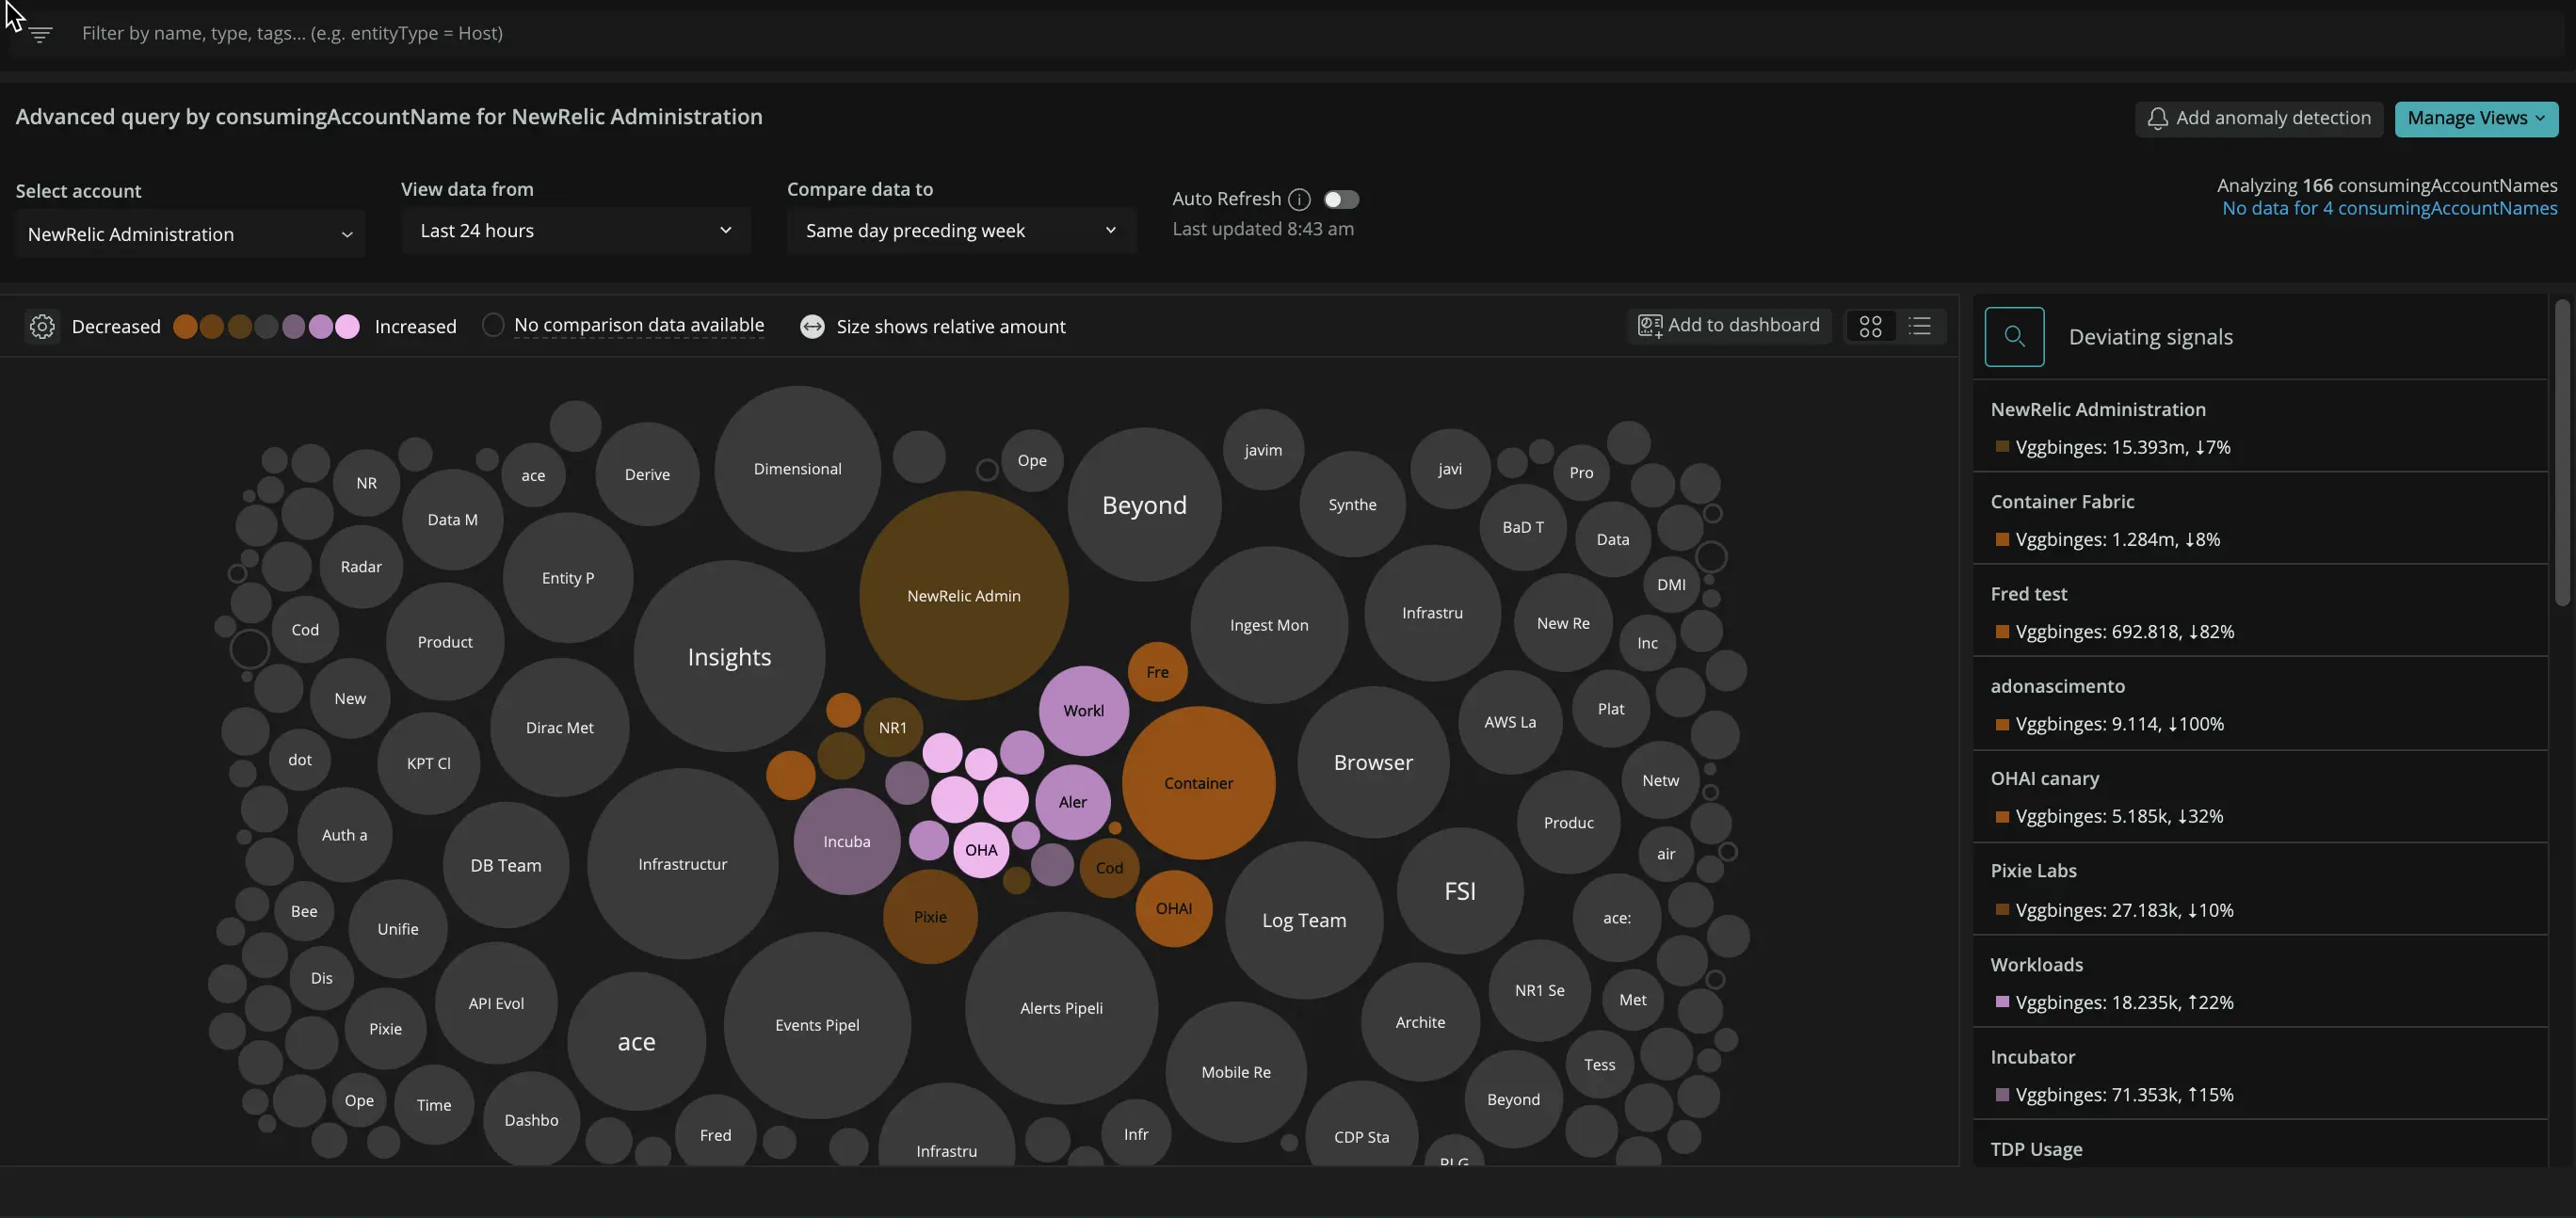 Filter by name, type, tags... (e.g. entityType = Host)
Advanced query by consumingAccountName for NewRelic Administration
Add anomaly detection
Manage Views
Select account
NewRelic Administration
View data from
Last 24 hours
Compare data to
Same day preceding week
Auto Refresh
Last updated 8:43 am
Analyzing 166 consumingAccountNames
No data for 4 consumingAccountNames
Decreased
Increased
No comparison data available
Size shows relative amount
Add to dashboard
NR
ace
Derive
Dimensional
Ope
Beyond
javim
Synthe
javi
Pro
Data M
BaD T
Data
Radar
Entity P
NewRelic Admin
DMI
Cod
Product
Insights
Ingest Mon
Infrastru
New Re
Inc
New
Dirac Met
NR1
Workl
Fre
AWS La
Plat
dot
KPT Cl
Container
Browser
Netw
Auth a
DB Team
Infrastructur
Incuba
OHA
Aler
Cod
Produc
air
Bee
Unifie
Pixie
OHAI
Log Team
FSI
ace:
Dis
API Evol
Pixie
ace
Events Pipel
Alerts Pipeli
Mobile Re
Archite
NR1 Se
Met
Ope
Time
Dashbo
Fred
Infrastru
Infr
CDP Sta
Beyond
Tess
PLG
Deviating signals
NewRelic Administration
Vggbinges: 15.393m, ↓7%
Container Fabric
Vggbinges: 1.284m, ↓8%
Fred test
Vggbinges: 692.818, ↓82%
adonascimento
Vggbinges: 9.114, ↓100%
OHAI canary
Vggbinges: 5.185k, ↓32%
Pixie Labs
Vggbinges: 27.183k, ↓10%
Workloads
Vggbinges: 18.235k, ↑22%
Incubator
Vggbinges: 71.353k, ↑15%
TDP Usage